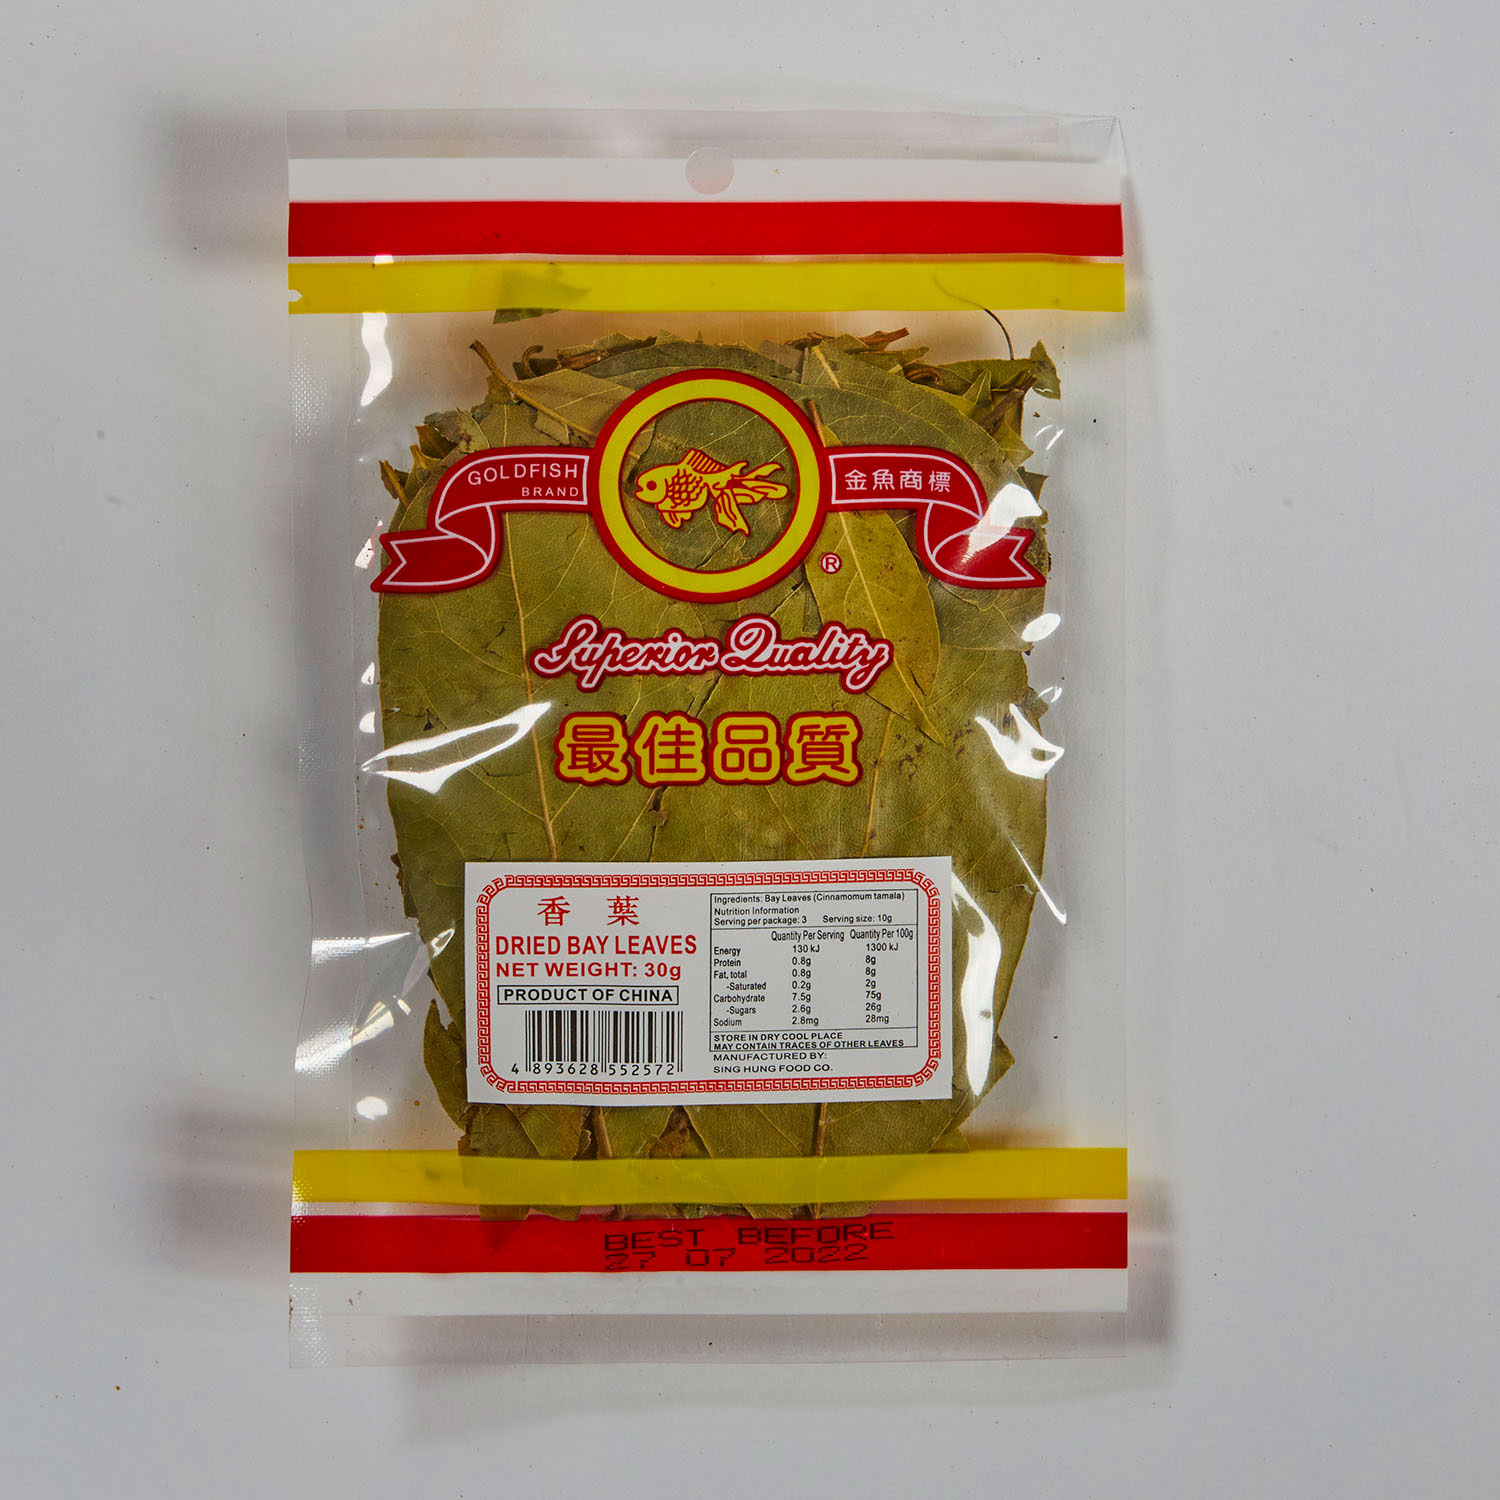 GOLDFISH
BRAND
金魚商標
®
Superior Quality
最佳品質
香葉
DRIED BAY LEAVES
NET WEIGHT: 30g
PRODUCT OF CHINA
4 893628 552572
Ingredients: Bay Leaves (Cinnamomum tamala)
Nutrition Information
Serving per package: 3 Serving size: 10g
Quantity Per Serving Quantity Per 100g
Energy 130 kJ 1300 kJ
Protein 0.8g 8g
Fat, total 0.8g 8g
-Saturated 0.2g 2g
Carbohydrate 7.5g 75g
-Sugars 2.6g 26g
Sodium 2.8mg 28mg
STORE IN DRY COOL PLACE
MAY CONTAIN TRACES OF OTHER LEAVES
MANUFACTURED BY:
SING HUNG FOOD CO.
BEST BEFORE
27 07 2022